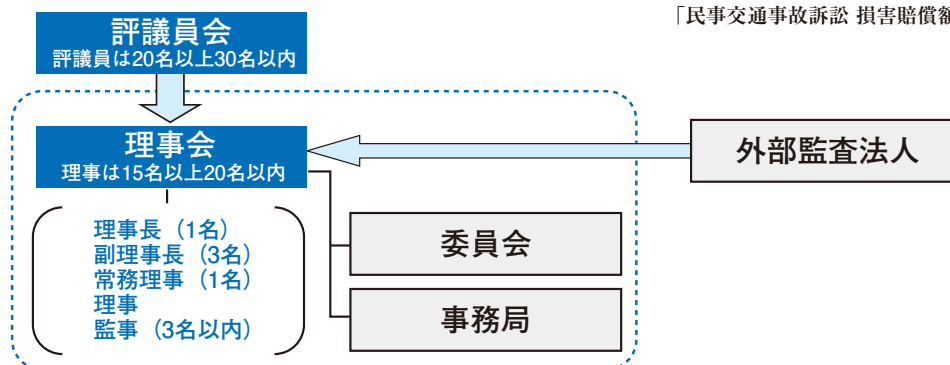 「民事交通事故訴訟 損害賠償額
評議員会
評議員は20名以上30名以内
理事会
理事は15名以上20名以内
外部監査法人
理事長（1名）
副理事長（3名）
常務理事（1名）
理事
監事（3名以内）
委員会
事務局